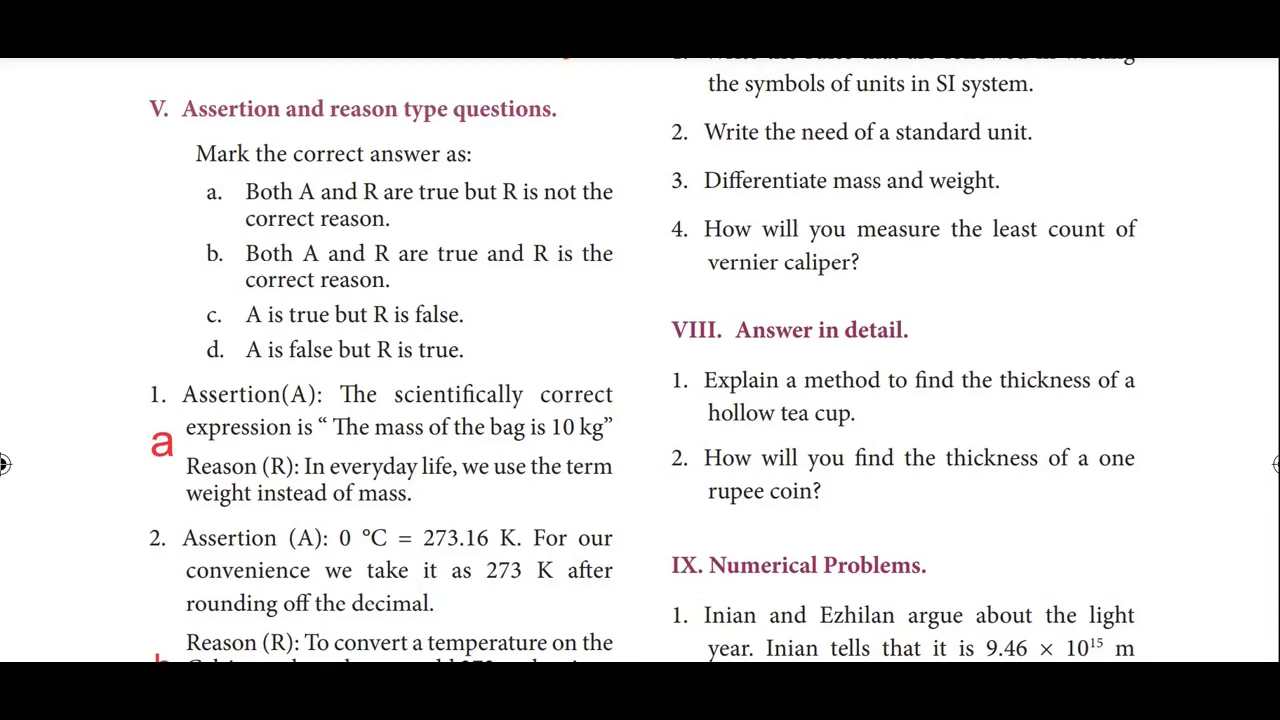 V. Assertion and reason type questions.
Mark the correct answer as:
a. Both A and R are true but R is not the
correct reason.
b. Both A and R are true and R is the
correct reason.
c. A is true but R is false.
d. A is false but R is true.
1. Assertion(A): The scientifically correct
expression is “ The mass of the bag is 10 kg”
a
Reason (R): In everyday life, we use the term
weight instead of mass.
2. Assertion (A): 0 °C = 273.16 K. For our
convenience we take it as 273 K after
rounding off the decimal.
Reason (R): To convert a temperature on the
the symbols of units in SI system.
2. Write the need of a standard unit.
3. Differentiate mass and weight.
4. How will you measure the least count of
vernier caliper?
VIII. Answer in detail.
1. Explain a method to find the thickness of a
hollow tea cup.
2. How will you find the thickness of a one
rupee coin?
IX. Numerical Problems.
1. Inian and Ezhilan argue about the light
year. Inian tells that it is 9.46 × 10¹⁵ m